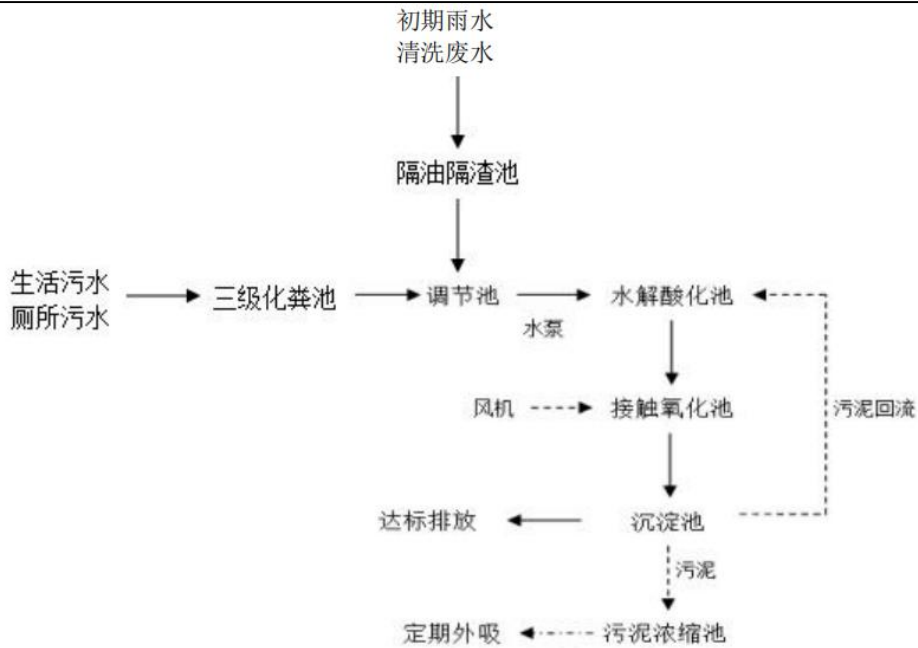 初期雨水
清洗废水
隔油隔渣池
生活污水
厕所污水
三级化粪池
调节池
水泵
水解酸化池
风机
接触氧化池
污泥回流
达标排放
沉淀池
污泥
定期外吸
污泥浓缩池